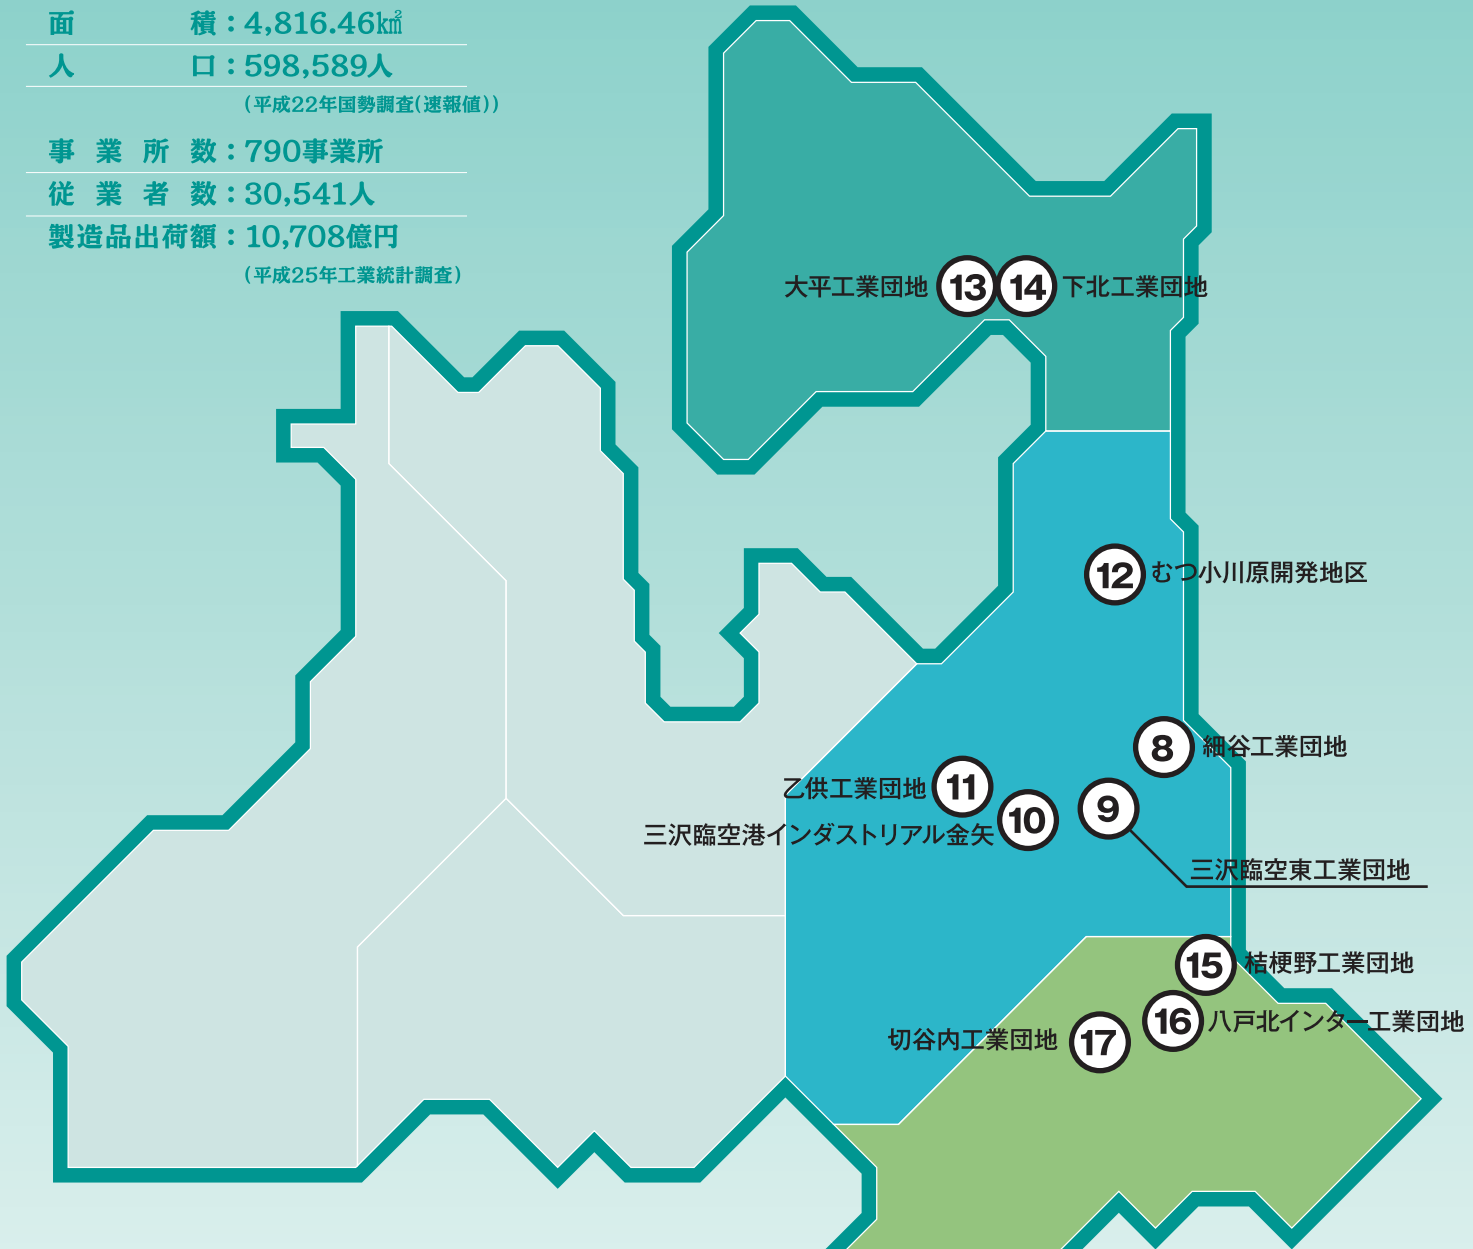 面積：4,816.46㎢
人口：598,589人
(平成22年国勢調査(速報値))
事業所数：790事業所
従業者数：30,541人
製造品出荷額：10,708億円
(平成25年工業統計調査)
大平工業団地 13 14 下北工業団地
12 むつ小川原開発地区
8 細谷工業団地
乙供工業団地 11
9
三沢臨空港インダストリアル金矢 10
三沢臨空東工業団地
15 桔梗野工業団地
16 八戸北インター工業団地
切谷内工業団地 17